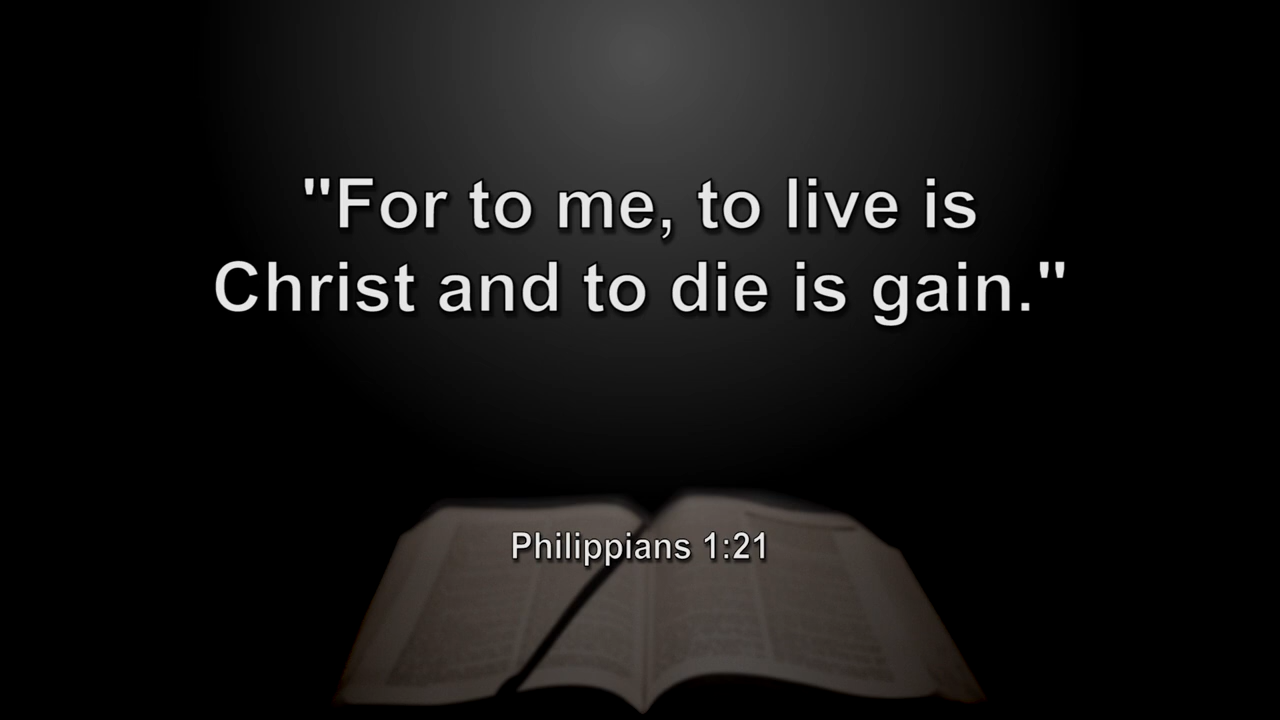 "For to me, to live is
Christ and to die is gain."
Philippians 1:21